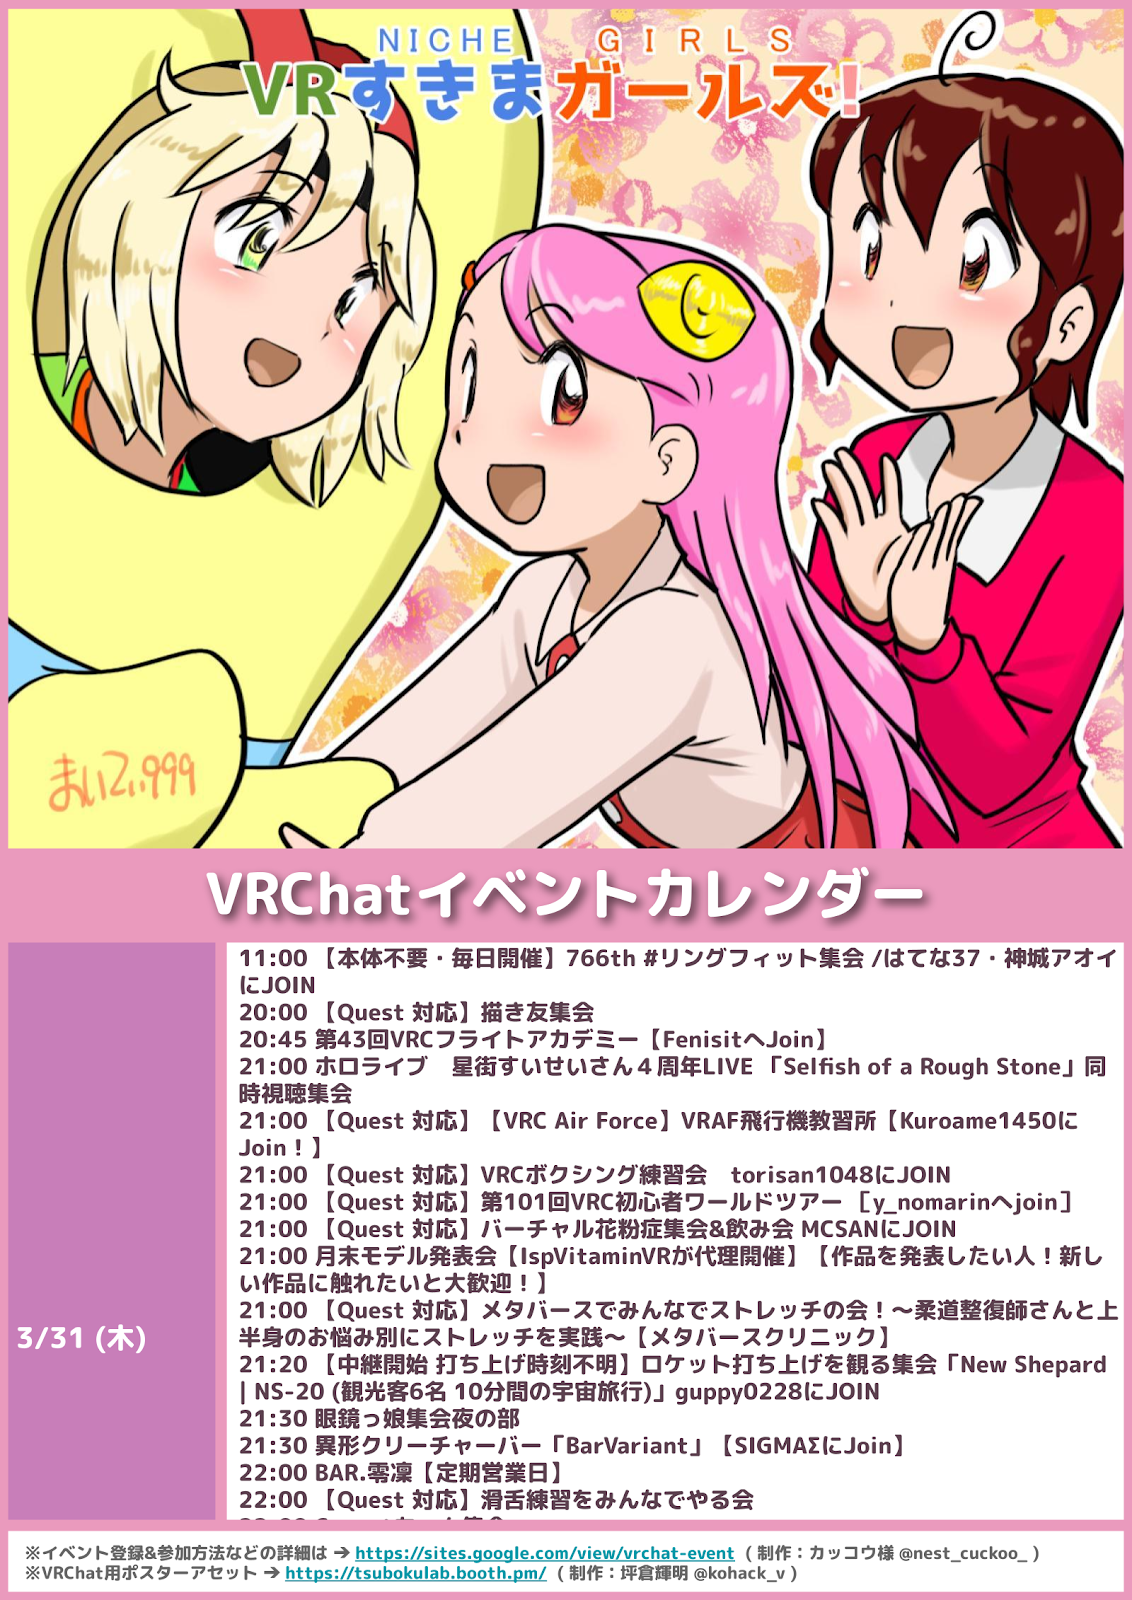 NICHE GIRLS
VRすきまガールズ!
まいてぃ999
VRChatイベントカレンダー
3/31 (木)
11:00 【本体不要・毎日開催】766th #リングフィット集会 /はてな37・神城アオイ
にJOIN
20:00 【Quest 対応】描き友集会
20:45 第43回VRCフライトアカデミー【FenisitへJoin】
21:00 ホロライブ　星街すいせいさん４周年LIVE 「Selfish of a Rough Stone」同
時視聴集会
21:00 【Quest 対応】【VRC Air Force】VRAF飛行機教習所【Kuroame1450に
Join！】
21:00 【Quest 対応】VRCボクシング練習会　torisan1048にJOIN
21:00 【Quest 対応】第101回VRC初心者ワールドツアー ［y_nomarinへjoin］
21:00 【Quest 対応】バーチャル花粉症集会&飲み会 MCSANにJOIN
21:00 月末モデル発表会【IspVitaminVRが代理開催】【作品を発表したい人！新し
い作品に触れたいと大歓迎！】
21:00 【Quest 対応】メタバースでみんなでストレッチの会！～柔道整復師さんと上
半身のお悩み別にストレッチを実践～【メタバースクリニック】
21:20 【中継開始 打ち上げ時刻不明】ロケット打ち上げを観る集会「New Shepard
| NS-20 (観光客6名 10分間の宇宙旅行)」guppy0228にJOIN
21:30 眼鏡っ娘集会夜の部
21:30 異形クリーチャーバー「BarVariant」【SIGMAΣにJoin】
22:00 BAR.零凜【定期営業日】
22:00 【Quest 対応】滑舌練習をみんなでやる会
※イベント登録&参加方法などの詳細は ➔ https://sites.google.com/view/vrchat-event ( 制作：カッコウ様 @nest_cuckoo_ )
※VRChat用ポスターアセット ➔ https://tsubokulab.booth.pm/ ( 制作：坪倉輝明 @kohack_v )